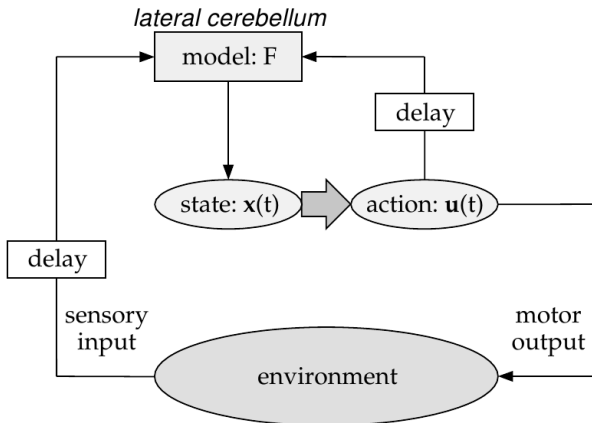 lateral cerebellum
model: F
delay
state: x(t)
action: u(t)
delay
sensory
input
motor
output
environment